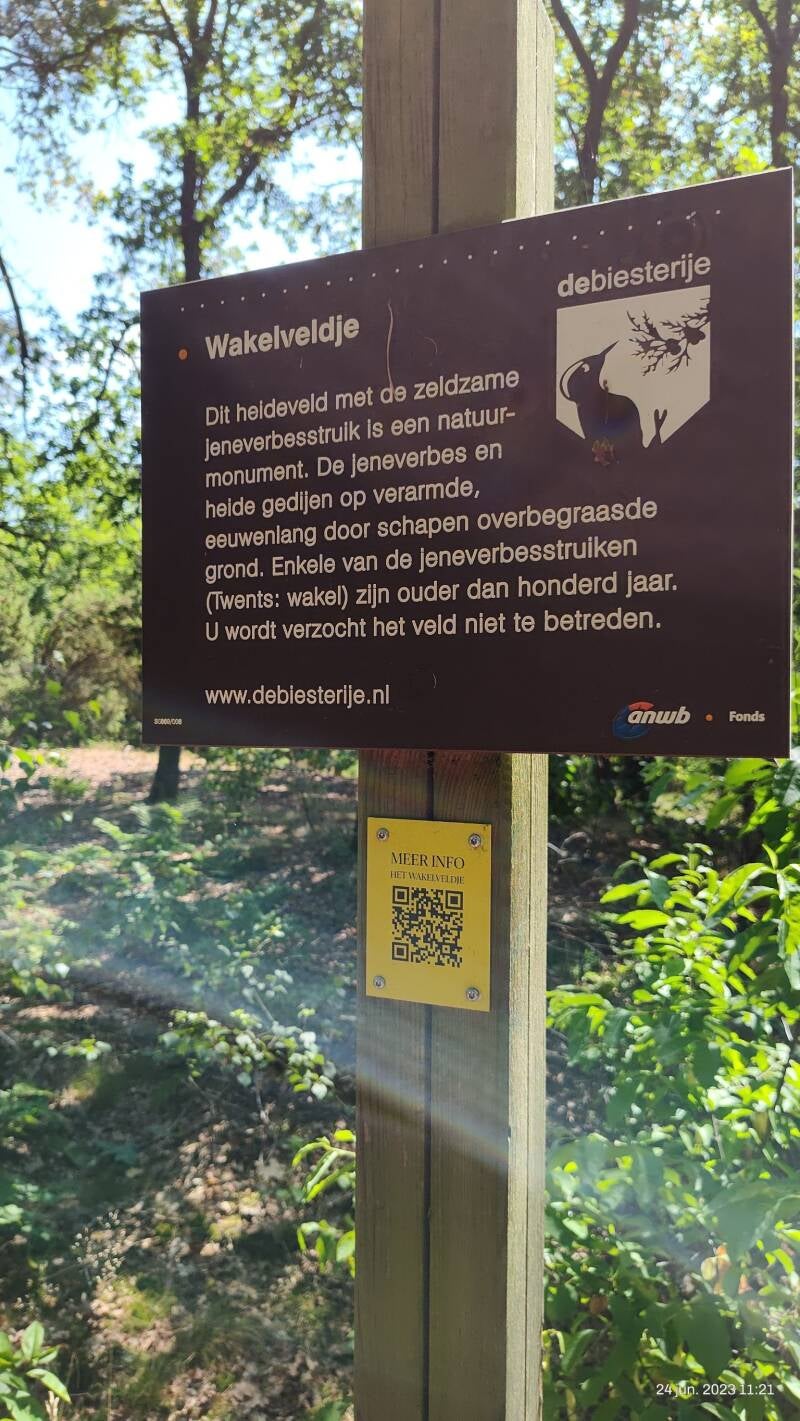 debiesterije
Wakelveldje
Dit heideveld met de zeldzame
jeneverbesstruik is een natuur-
monument. De jeneverbes en
heide gedijen op verarmde,
eeuwenlang door schapen overbegraasde
grond. Enkele van de jeneverbesstruiken
(Twents: wakel) zijn ouder dan honderd jaar.
U wordt verzocht het veld niet te betreden.
www.debiesterije.nl
anwb • Fonds
MEER INFO
HET WAKELVELDJE
24 jun. 2023 11:21